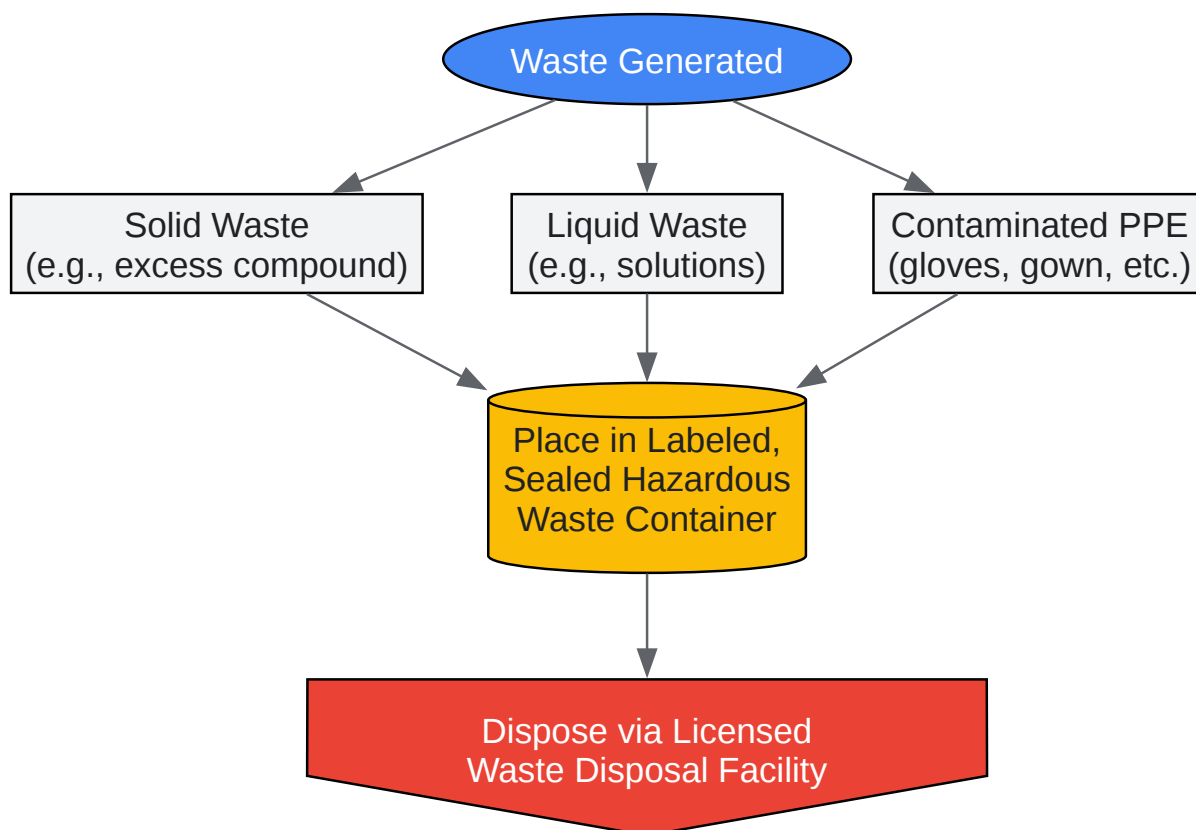 Waste Generated
Solid Waste
(e.g., excess compound)
Liquid Waste
(e.g., solutions)
Contaminated PPE
(gloves, gown, etc.)
Place in Labeled,
Sealed Hazardous
Waste Container
Dispose via Licensed
Waste Disposal Facility